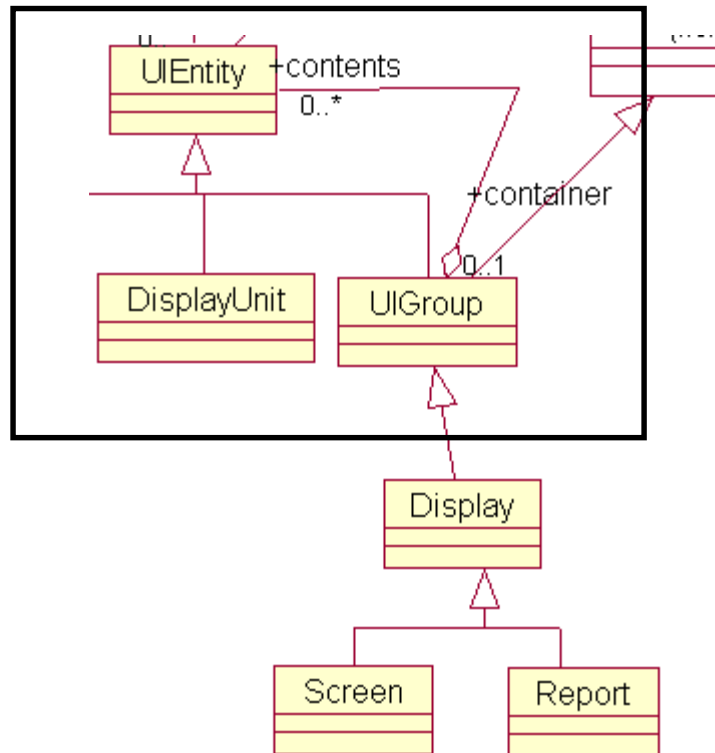 UIEntity
+contents
0..*
+container
0..1
DisplayUnit
UIGroup
Display
Screen
Report